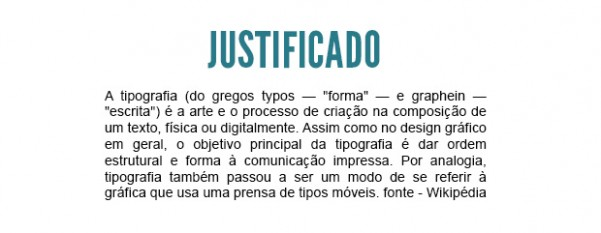 JUSTIFICADO
A tipografia (do gregos typos — "forma" — e graphein —
"escrita") é a arte e o processo de criação na composição de
um texto, física ou digitalmente. Assim como no design gráfico
em geral, o objetivo principal da tipografia é dar ordem
estrutural e forma à comunicação impressa. Por analogia,
tipografia também passou a ser um modo de se referir à
gráfica que usa uma prensa de tipos móveis. fonte - Wikipédia